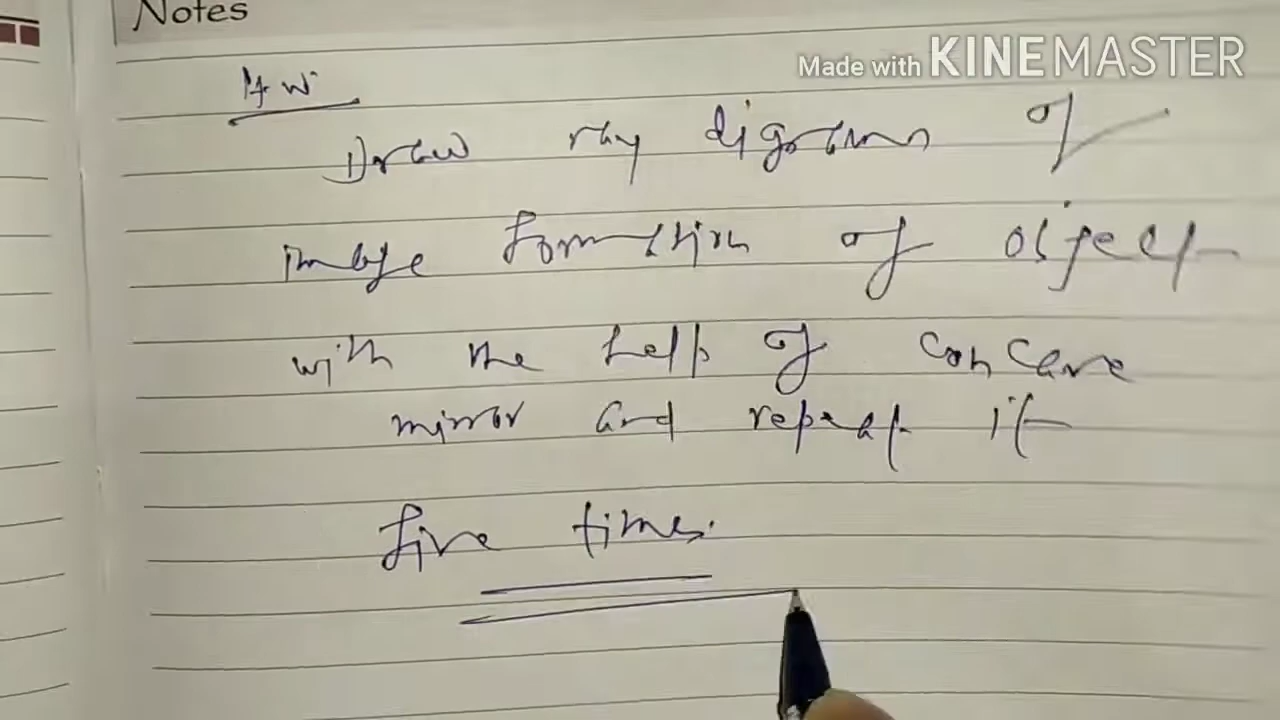 Notes
Made with KINEMASTER
H.W
Draw ray digram of
image formation of object
with the help of concave
mirror and repeat it
five times.